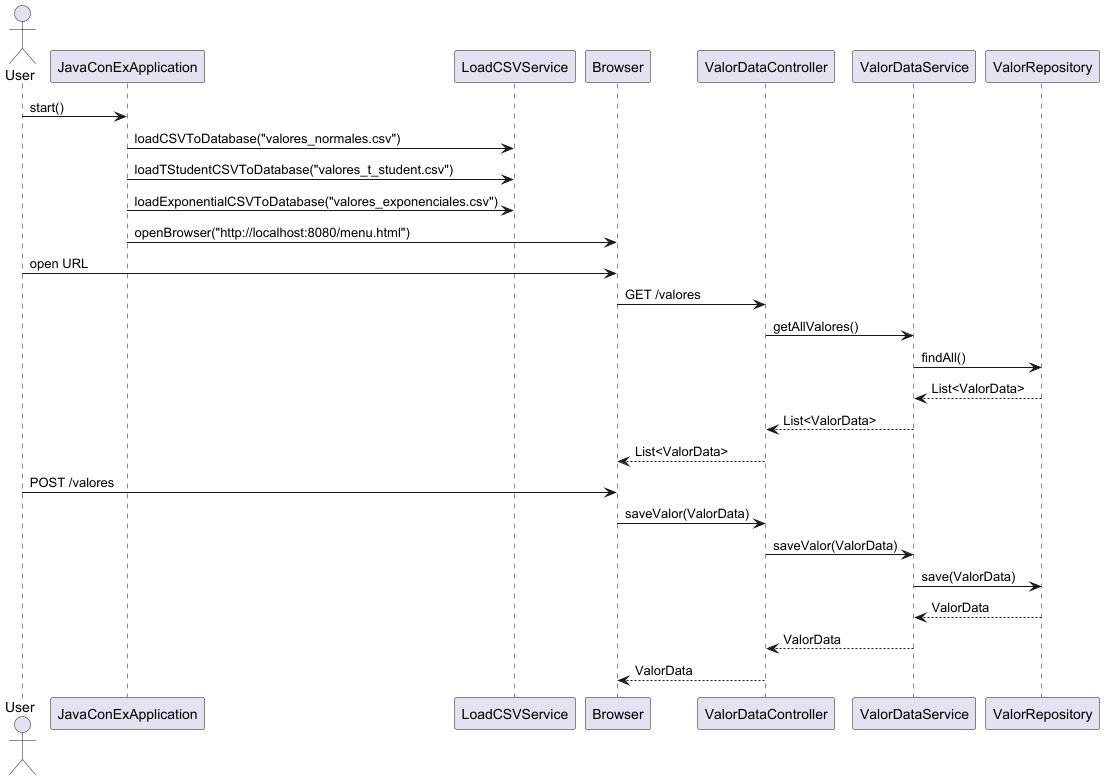 User
JavaConExApplication
LoadCSVService
Browser
ValorDataController
ValorDataService
ValorRepository
start()
loadCSVToDatabase("valores_normales.csv")
loadTStudentCSVToDatabase("valores_t_student.csv")
loadExponentialCSVToDatabase("valores_exponenciales.csv")
openBrowser("http://localhost:8080/menu.html")
open URL
GET /valores
getAllValores()
findAll()
List<ValorData>
List<ValorData>
List<ValorData>
POST /valores
saveValor(ValorData)
saveValor(ValorData)
save(ValorData)
ValorData
ValorData
ValorData
User
JavaConExApplication
LoadCSVService
Browser
ValorDataController
ValorDataService
ValorRepository